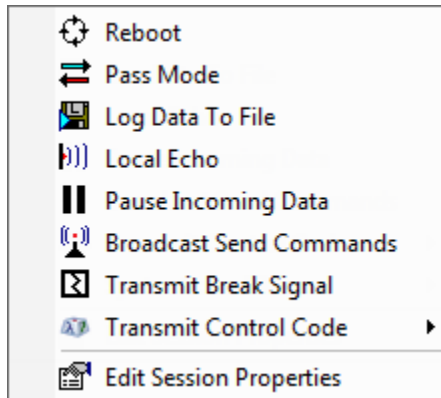 Reboot
Pass Mode
Log Data To File
Local Echo
Pause Incoming Data
Broadcast Send Commands
Transmit Break Signal
Transmit Control Code
Edit Session Properties